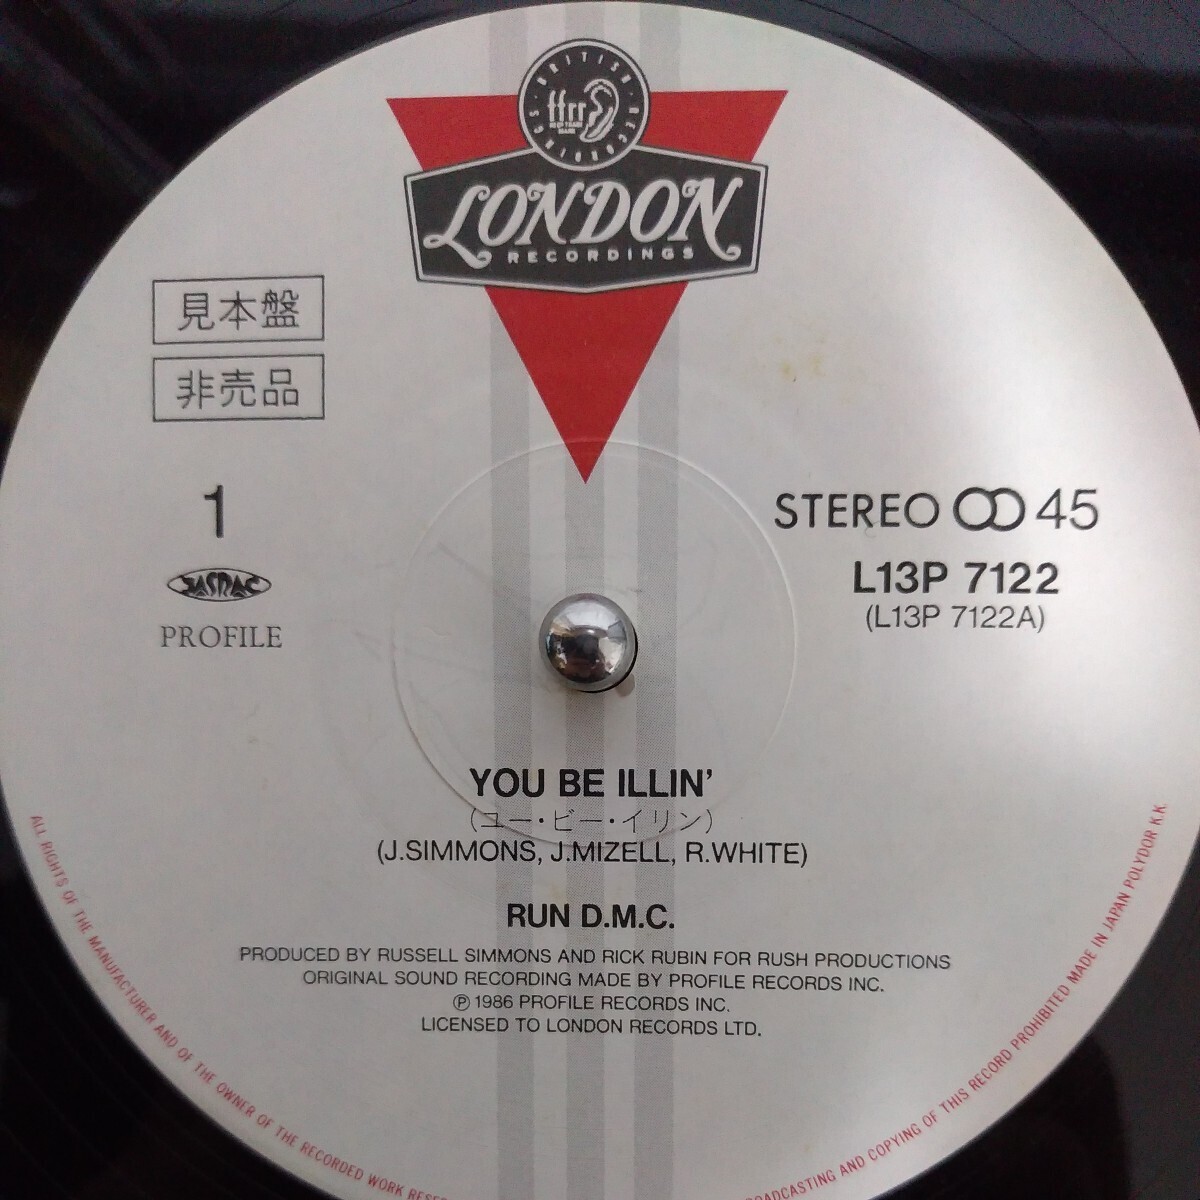 BRITISH · RECORDINGS
ffrr
LONDON
RECORDINGS
見本盤
非売品
1
JASRAC
PROFILE
STEREO 45
L13P 7122
(L13P 7122A)
YOU BE ILLIN'
(ユー・ビー・イリン)
(J.SIMMONS, J.MIZELL, R.WHITE)
RUN D.M.C.
PRODUCED BY RUSSELL SIMMONS AND RICK RUBIN FOR RUSH PRODUCTIONS
ORIGINAL SOUND RECORDING MADE BY PROFILE RECORDS INC.
℗ 1986 PROFILE RECORDS INC.
LICENSED TO LONDON RECORDS LTD.
ALL RIGHTS OF THE MANUFACTURER AND OF THE OWNER OF THE RECORDED WORK RESE
BROADCASTING AND COPYING OF THIS RECORD PROHIBITED MADE IN JAPAN POLYDOR K.K.